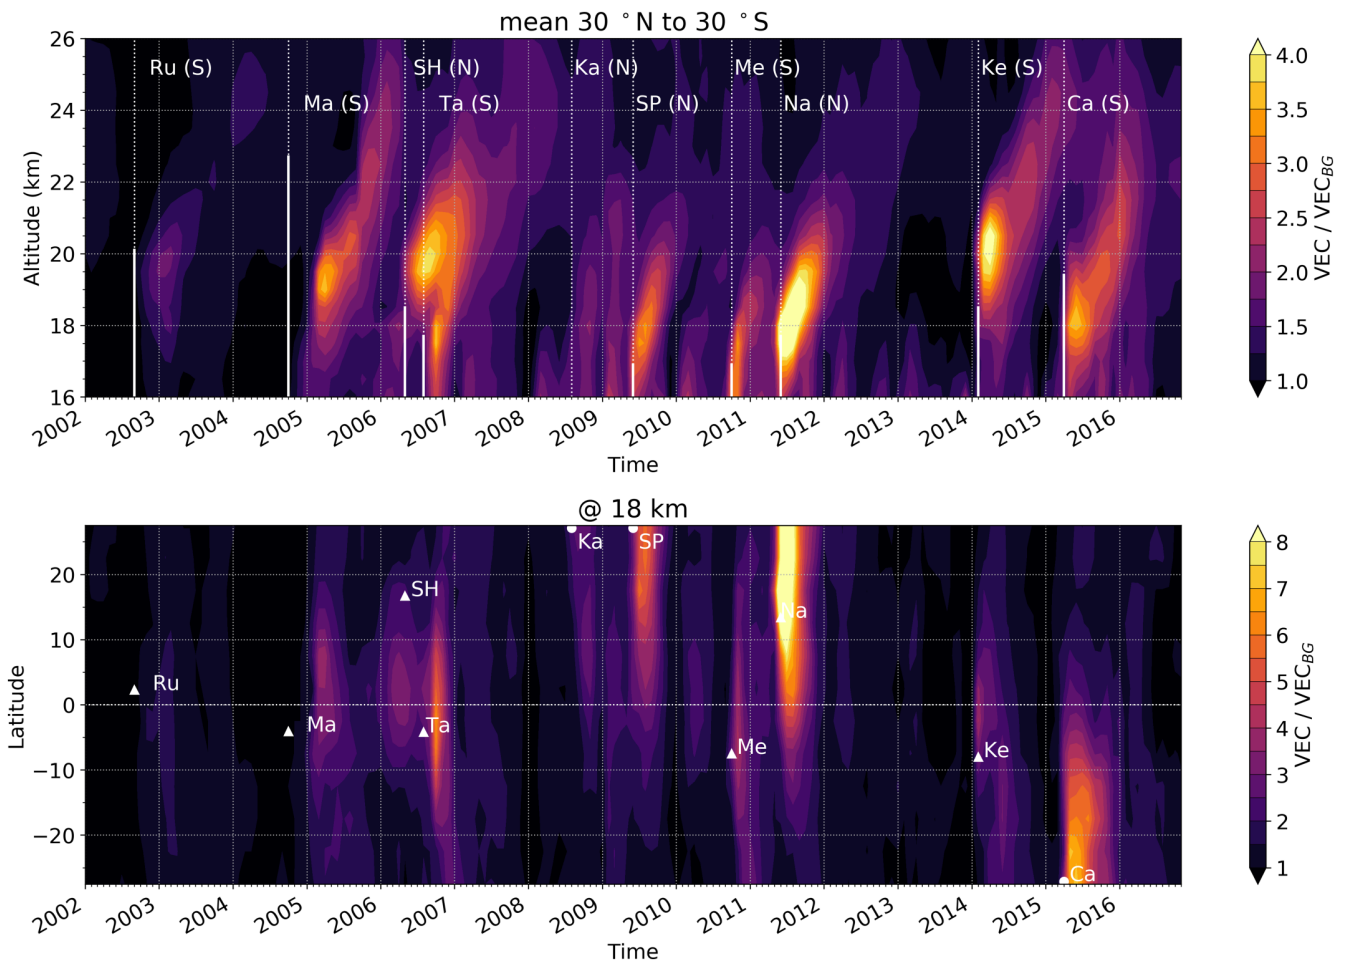 mean 30 °N to 30 °S
Ru (S)
SH (N)
Ka (N)
Me (S)
Ke (S)
Ma (S)
Ta (S)
SP (N)
Na (N)
Ca (S)
26
24
22
20
18
16
Altitude (km)
2002
2003
2004
2005
2006
2007
2008
2009
2010
2011
2012
2013
2014
2015
2016
Time
4.0
3.5
3.0
2.5
2.0
1.5
1.0
VEC / VEC_BG
@ 18 km
Ka
SP
SH
Na
Ru
Ma
Ta
Me
Ke
Ca
20
10
0
−10
−20
Latitude
2002
2003
2004
2005
2006
2007
2008
2009
2010
2011
2012
2013
2014
2015
2016
Time
8
7
6
5
4
3
2
1
VEC / VEC_BG